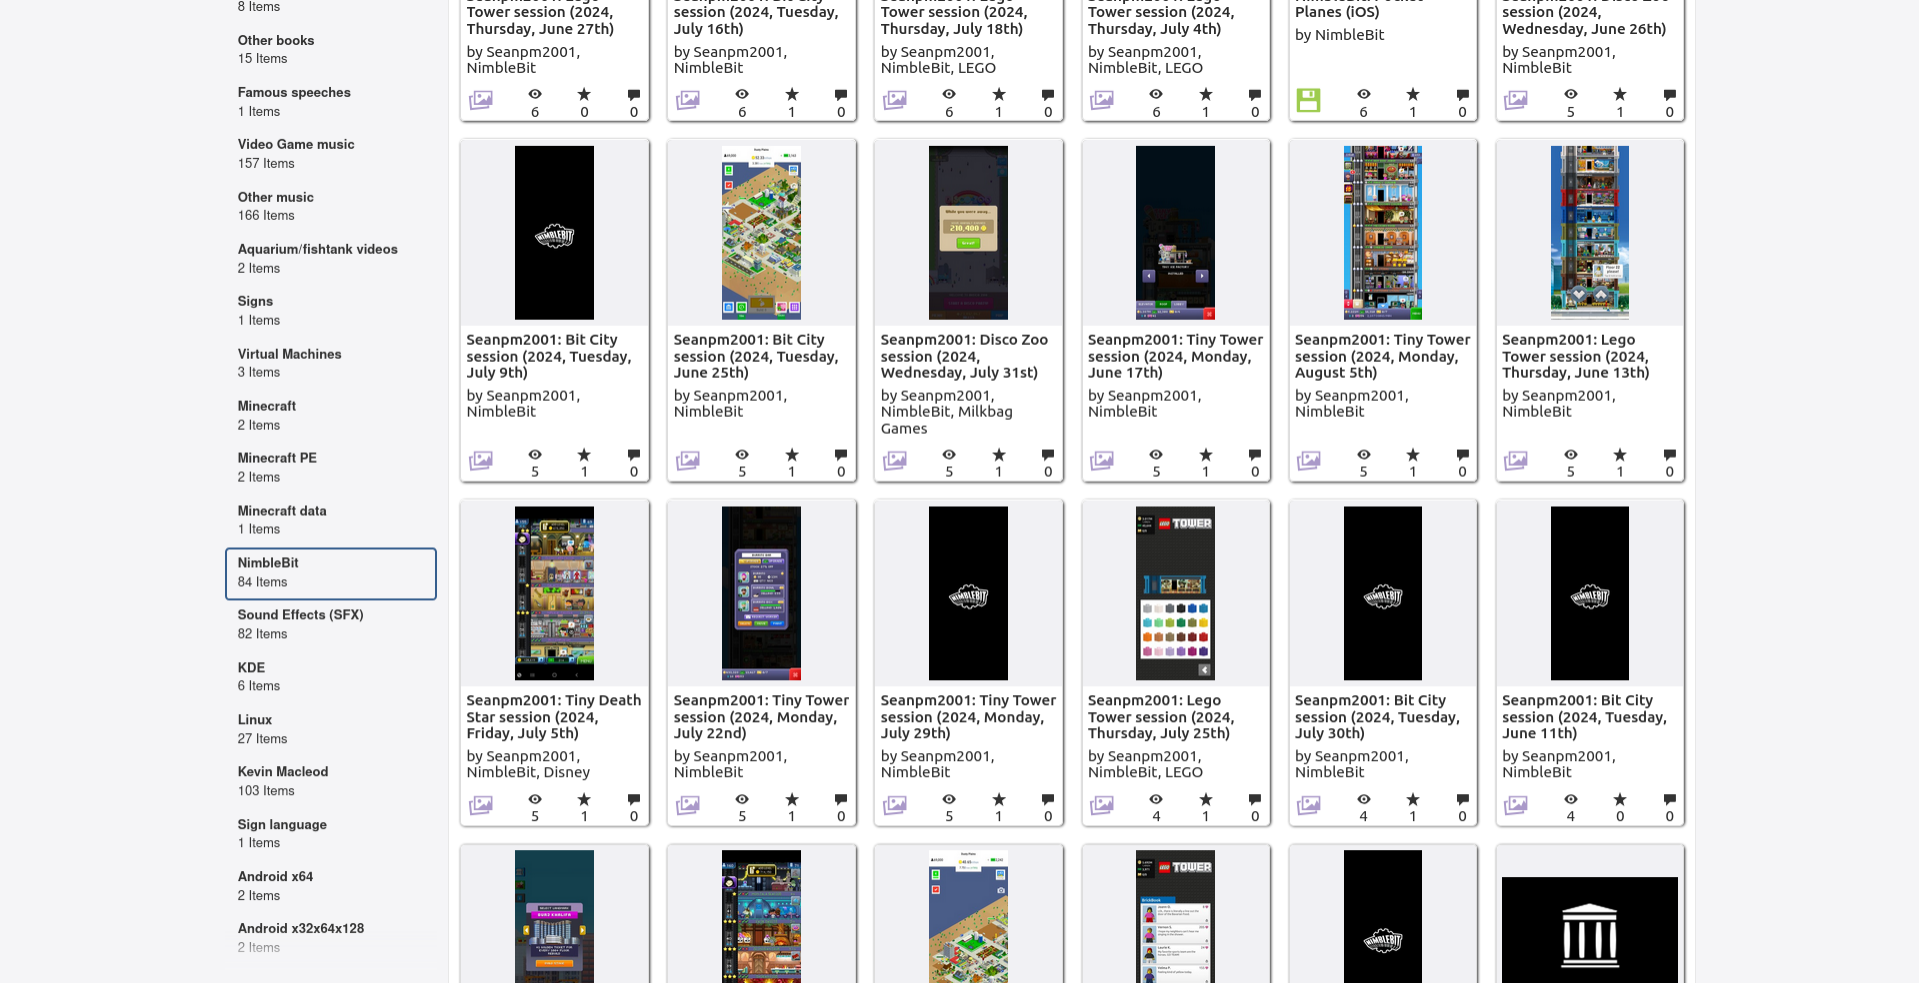 8 Items
Other books
15 Items
Famous speeches
1 Items
Video Game music
157 Items
Other music
166 Items
Aquarium/fishtank videos
2 Items
Signs
1 Items
Virtual Machines
3 Items
Minecraft
2 Items
Minecraft PE
2 Items
Minecraft data
1 Items
NimbleBit
84 Items
Sound Effects (SFX)
82 Items
KDE
6 Items
Linux
27 Items
Kevin Macleod
103 Items
Sign language
1 Items
Android x64
2 Items
Android x32x64x128
2 Items
Tower session (2024,
Thursday, June 27th)
by Seanpm2001,
NimbleBit
6 0 0
session (2024, Tuesday,
July 16th)
by Seanpm2001,
NimbleBit
6 1 0
Tower session (2024,
Thursday, July 18th)
by Seanpm2001,
NimbleBit, LEGO
6 1 0
Tower session (2024,
Thursday, July 4th)
by Seanpm2001,
NimbleBit, LEGO
6 1 0
Planes (iOS)
by NimbleBit
6 1 0
session (2024,
Wednesday, June 26th)
by Seanpm2001,
NimbleBit
5 1 0
NIMBLEBIT
Seanpm2001: Bit City
session (2024, Tuesday,
July 9th)
by Seanpm2001,
NimbleBit
5 1 0
Seanpm2001: Bit City
session (2024, Tuesday,
June 25th)
by Seanpm2001,
NimbleBit
5 1 0
While you were away...
210,400
Seanpm2001: Disco Zoo
session (2024,
Wednesday, July 31st)
by Seanpm2001,
NimbleBit, Milkbag
Games
5 1 0
Seanpm2001: Tiny Tower
session (2024, Monday,
June 17th)
by Seanpm2001,
NimbleBit
5 1 0
Seanpm2001: Tiny Tower
session (2024, Monday,
August 5th)
by Seanpm2001,
NimbleBit
5 1 0
Seanpm2001: Lego
Tower session (2024,
Thursday, June 13th)
by Seanpm2001,
NimbleBit
5 1 0
Seanpm2001: Tiny Death
Star session (2024,
Friday, July 5th)
by Seanpm2001,
NimbleBit, Disney
5 1 0
Seanpm2001: Tiny Tower
session (2024, Monday,
July 22nd)
by Seanpm2001,
NimbleBit
5 1 0
NIMBLEBIT
Seanpm2001: Tiny Tower
session (2024, Monday,
July 29th)
by Seanpm2001,
NimbleBit
5 1 0
LEGO TOWER
Seanpm2001: Lego
Tower session (2024,
Thursday, July 25th)
by Seanpm2001,
NimbleBit, LEGO
4 1 0
NIMBLEBIT
Seanpm2001: Bit City
session (2024, Tuesday,
July 30th)
by Seanpm2001,
NimbleBit
4 1 0
NIMBLEBIT
Seanpm2001: Bit City
session (2024, Tuesday,
June 11th)
by Seanpm2001,
NimbleBit
4 0 0
LEGO TOWER
NIMBLEBIT